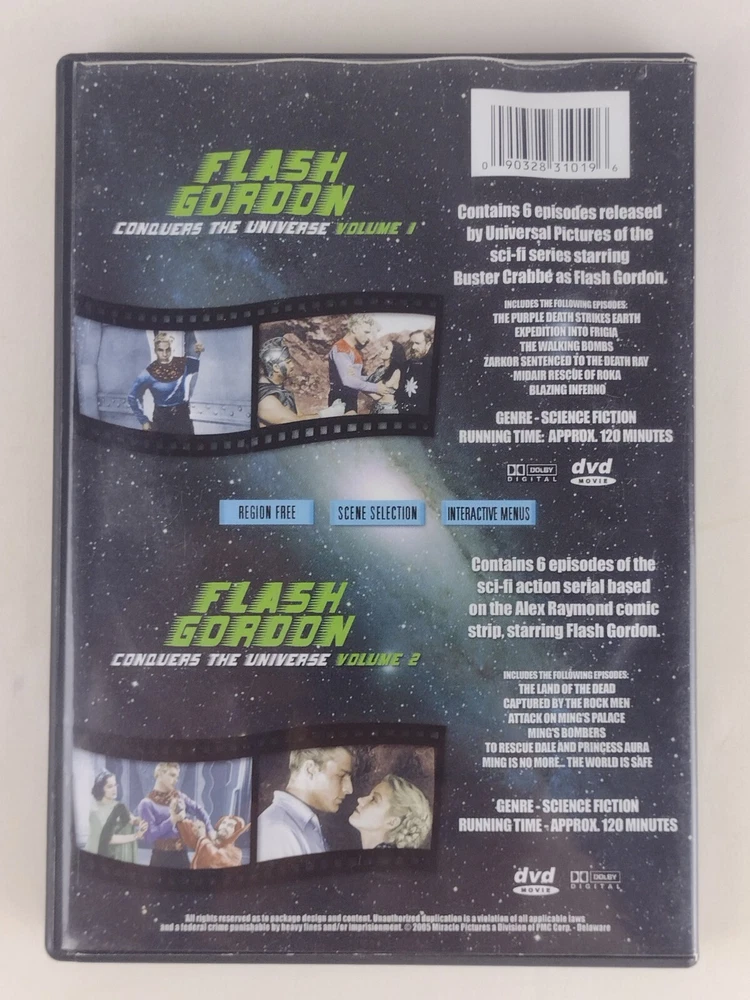 0 90328 31019 6
FLASH
GORDON
CONQUERS THE UNIVERSE VOLUME 1
Contains 6 episodes released
by Universal Pictures of the
sci-fi series starring
Buster Crabbe as Flash Gordon.
INCLUDES THE FOLLOWING EPISODES:
THE PURPLE DEATH STRIKES EARTH
EXPEDITION INTO FRIGIA
THE WALKING BOMBS
ZARKOR SENTENCED TO THE DEATH RAY
MIDAIR RESCUE OF ROKA
BLAZING INFERNO
GENRE - SCIENCE FICTION
RUNNING TIME: APPROX. 120 MINUTES
DOLBY
DIGITAL
dvd
MOVIE
REGION FREE
SCENE SELECTION
INTERACTIVE MENUS
FLASH
GORDON
CONQUERS THE UNIVERSE VOLUME 2
Contains 6 episodes of the
sci-fi action serial based
on the Alex Raymond comic
strip, starring Flash Gordon.
INCLUDES THE FOLLOWING EPISODES:
THE LAND OF THE DEAD
CAPTURED BY THE ROCK MEN
ATTACK ON MING'S PALACE
MING'S BOMBERS
TO RESCUE DALE AND PRINCESS AURA
MING IS NO MORE.. THE WORLD IS SAFE
GENRE - SCIENCE FICTION
RUNNING TIME - APPROX. 120 MINUTES
dvd
MOVIE
DOLBY
DIGITAL
All rights reserved as to package design and content. Unauthorized duplication is a violation of all applicable laws
and a federal crime punishable by heavy fines and/or imprisionment. © 2005 Miracle Pictures a Division of PMC Corp. - Delaware